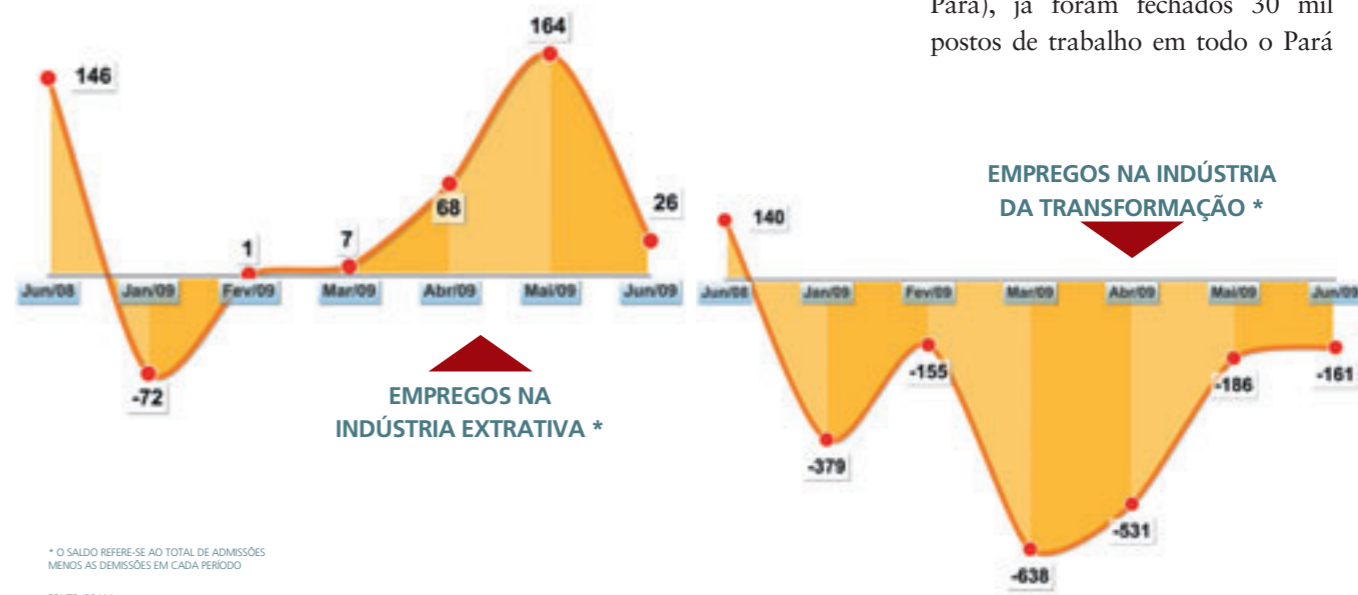 Pará), já foram fechados 30 mil
postos de trabalho em todo o Pará
146
-72
1
7
68
164
26
Jun/08 Jan/09 Fev/09 Mar/09 Abr/09 Mai/09 Jun/09
EMPREGOS NA
INDÚSTRIA EXTRATIVA *
EMPREGOS NA INDÚSTRIA
DA TRANSFORMAÇÃO *
140
-379
-155
-638
-531
-186
-161
Jun/08 Jan/09 Fev/09 Mar/09 Abr/09 Mai/09 Jun/09
* O SALDO REFERE-SE AO TOTAL DE ADMISSÕES
MENOS AS DEMISSÕES EM CADA PERÍODO